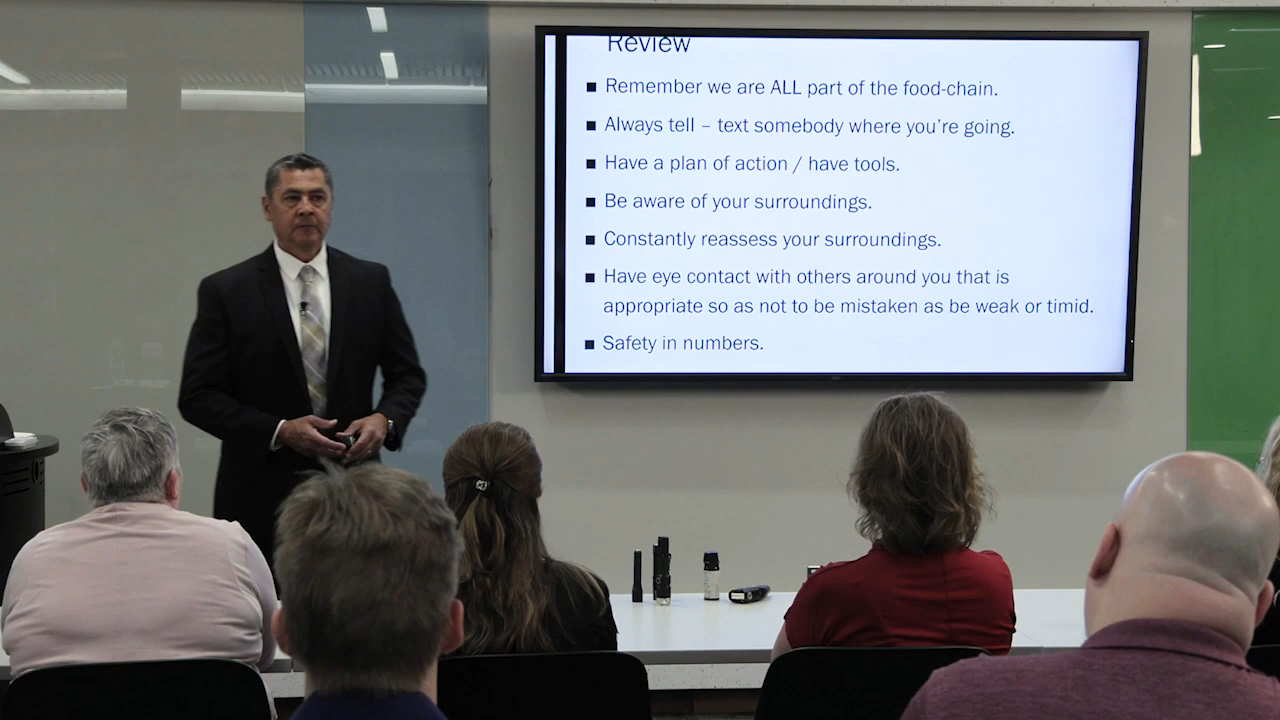 Review
■ Remember we are ALL part of the food-chain.
■ Always tell – text somebody where you're going.
■ Have a plan of action / have tools.
■ Be aware of your surroundings.
■ Constantly reassess your surroundings.
■ Have eye contact with others around you that is
appropriate so as not to be mistaken as be weak or timid.
■ Safety in numbers.